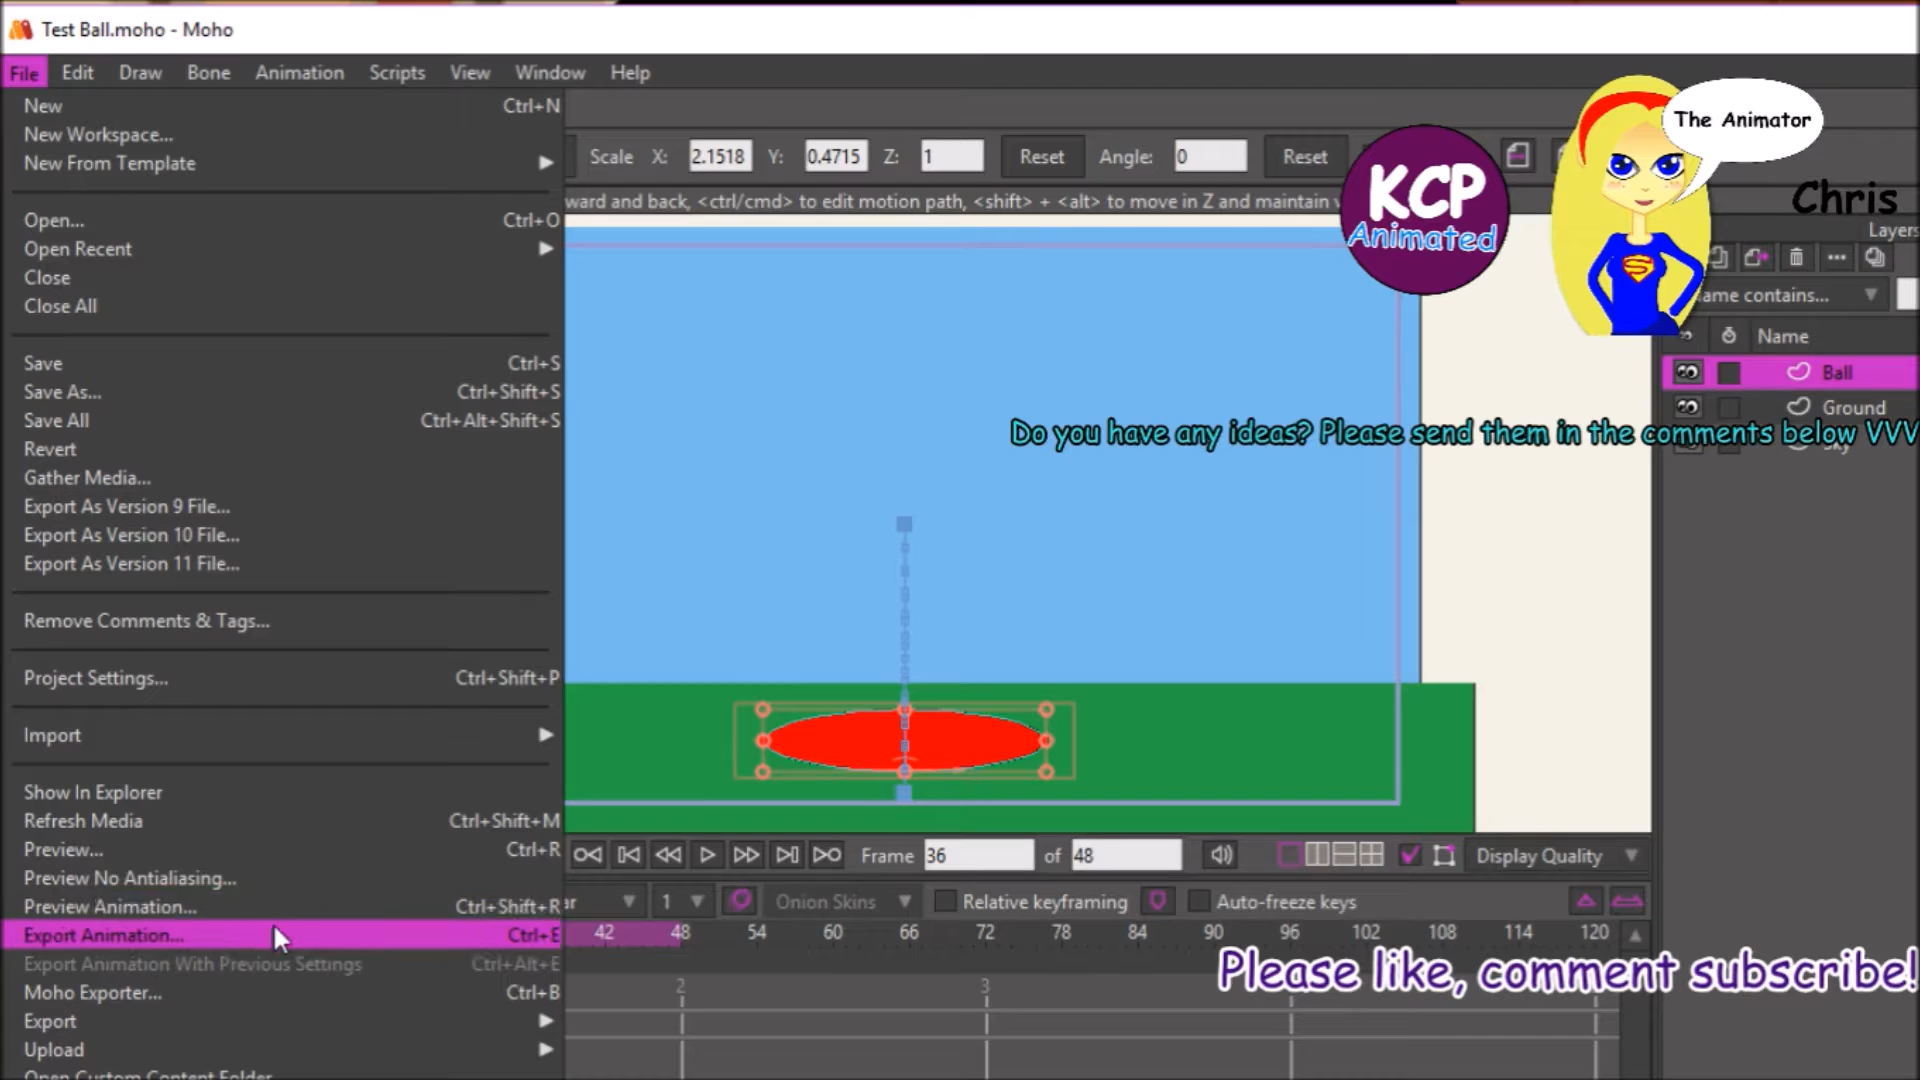 Test Ball.moho - Moho
File Edit Draw Bone Animation Scripts View Window Help
New Ctrl+N
New Workspace...
New From Template
Open... Ctrl+O
Open Recent
Close
Close All
Save Ctrl+S
Save As... Ctrl+Shift+S
Save All Ctrl+Alt+Shift+S
Revert
Gather Media...
Export As Version 9 File...
Export As Version 10 File...
Export As Version 11 File...
Remove Comments & Tags...
Project Settings... Ctrl+Shift+P
Import
Show In Explorer
Refresh Media Ctrl+Shift+M
Preview... Ctrl+R
Preview No Antialiasing...
Preview Animation... Ctrl+Shift+R
Export Animation... Ctrl+E
Export Animation With Previous Settings Ctrl+Alt+E
Moho Exporter... Ctrl+B
Export
Upload
Open Custom Content Folder
Scale X: 2.1518 Y: 0.4715 Z: 1 Reset Angle: 0 Reset
ward and back, <ctrl/cmd> to edit motion path, <shift> + <alt> to move in Z and maintain
KCP
Animated
The Animator
Chris
Layers
ame contains...
Name
Ball
Ground
Do you have any ideas? Please send them in the comments below VVV
Sky
Frame 36 of 48 Display Quality
ar 1 Onion Skins Relative keyframing Auto-freeze keys
42 48 54 60 66 72 78 84 90 96 102 108 114 120
Please like, comment subscribe!
2 3